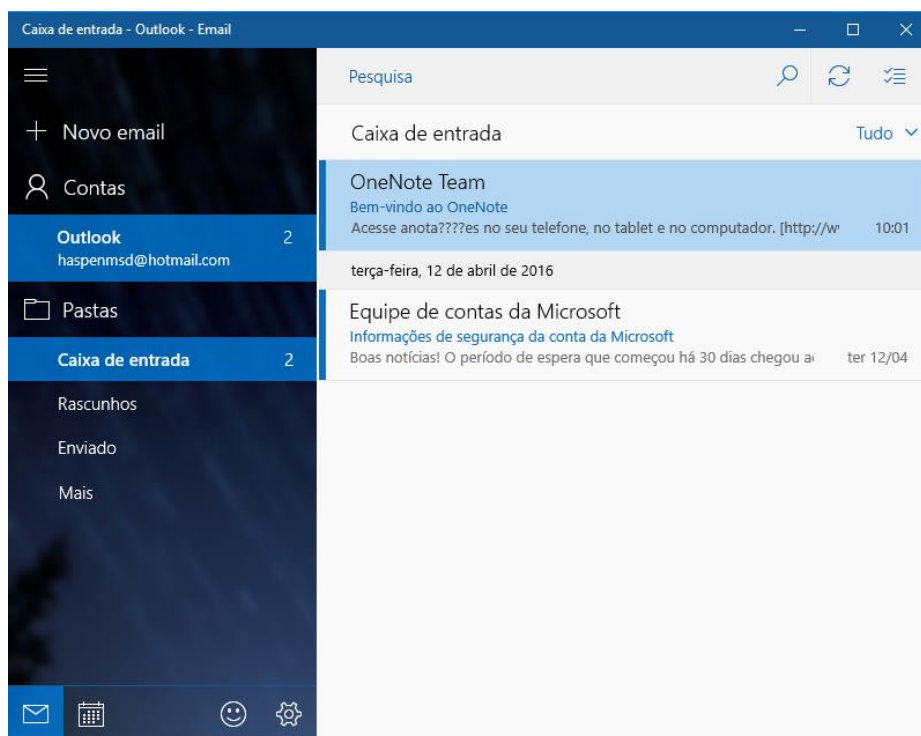 Caixa de entrada - Outlook - Email
Novo email
Contas
Outlook 2
haspenmsd@hotmail.com
Pastas
Caixa de entrada 2
Rascunhos
Enviado
Mais
Pesquisa
Caixa de entrada Tudo
OneNote Team
Bem-vindo ao OneNote
Acesse anota????es no seu telefone, no tablet e no computador. [http://w 10:01
terça-feira, 12 de abril de 2016
Equipe de contas da Microsoft
Informações de segurança da conta da Microsoft
Boas notícias! O período de espera que começou há 30 dias chegou a ter 12/04